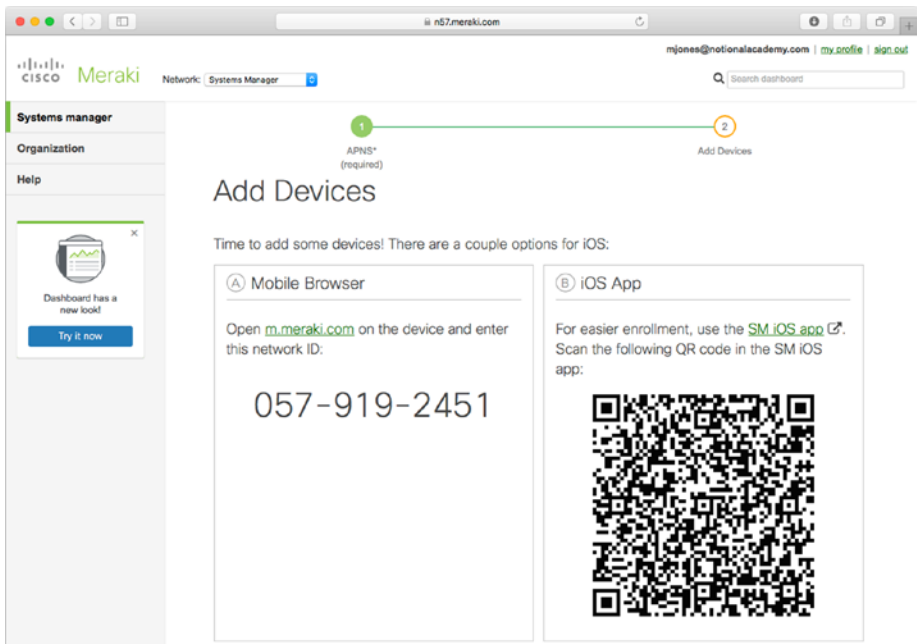 n57.meraki.com
mjones@notionalacademy.com | my profile | sign out
CISCO Meraki
Network: Systems Manager
Search dashboard
Systems manager
Organization
Help
1
2
APNS*
(required)
Add Devices
Add Devices
Time to add some devices! There are a couple options for iOS:
Dashboard has a
new look!
Try it now
A Mobile Browser
Open m.meraki.com on the device and enter
this network ID:
057-919-2451
B iOS App
For easier enrollment, use the SM iOS app.
Scan the following QR code in the SM iOS
app: